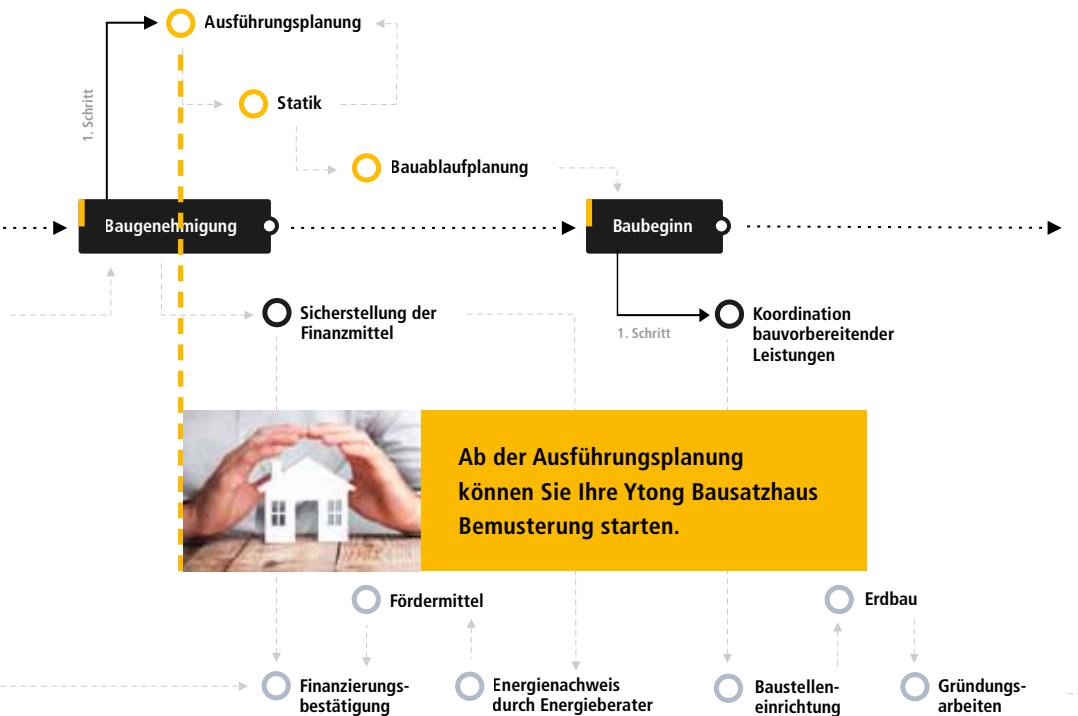 Ausführungsplanung
1. Schritt
Statik
Bauablaufplanung
Baugenehmigung
Baubeginn
Sicherstellung der
Finanzmittel
1. Schritt
Koordination
bauvorbereitender
Leistungen
Ab der Ausführungsplanung
können Sie Ihre Ytong Bausatzhaus
Bemusterung starten.
Fördermittel
Erdbau
Finanzierungs-
bestätigung
Energienachweis
durch Energieberater
Baustellen-
einrichtung
Gründungs-
arbeiten